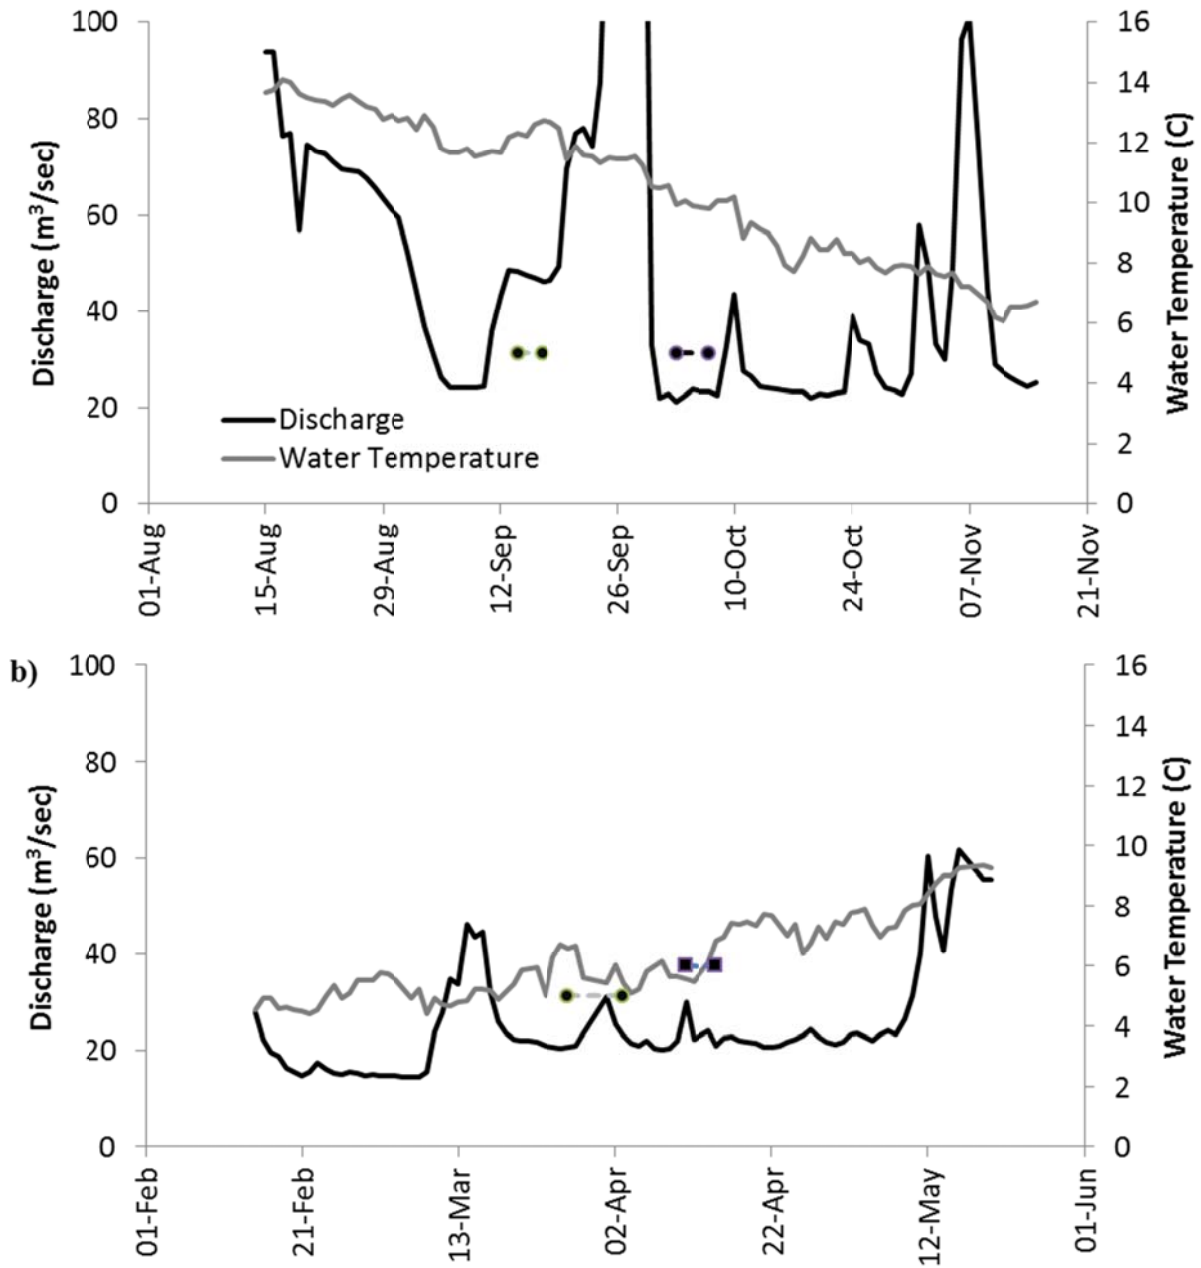 100
80
60
40
20
0
Discharge (m³/sec)
16
14
12
10
8
6
4
2
0
Water Temperature (C)
Discharge
Water Temperature
01-Aug
15-Aug
29-Aug
12-Sep
26-Sep
10-Oct
24-Oct
07-Nov
21-Nov
b)
100
80
60
40
20
0
Discharge (m³/sec)
16
14
12
10
8
6
4
2
0
Water Temperature (C)
01-Feb
21-Feb
13-Mar
02-Apr
22-Apr
12-May
01-Jun